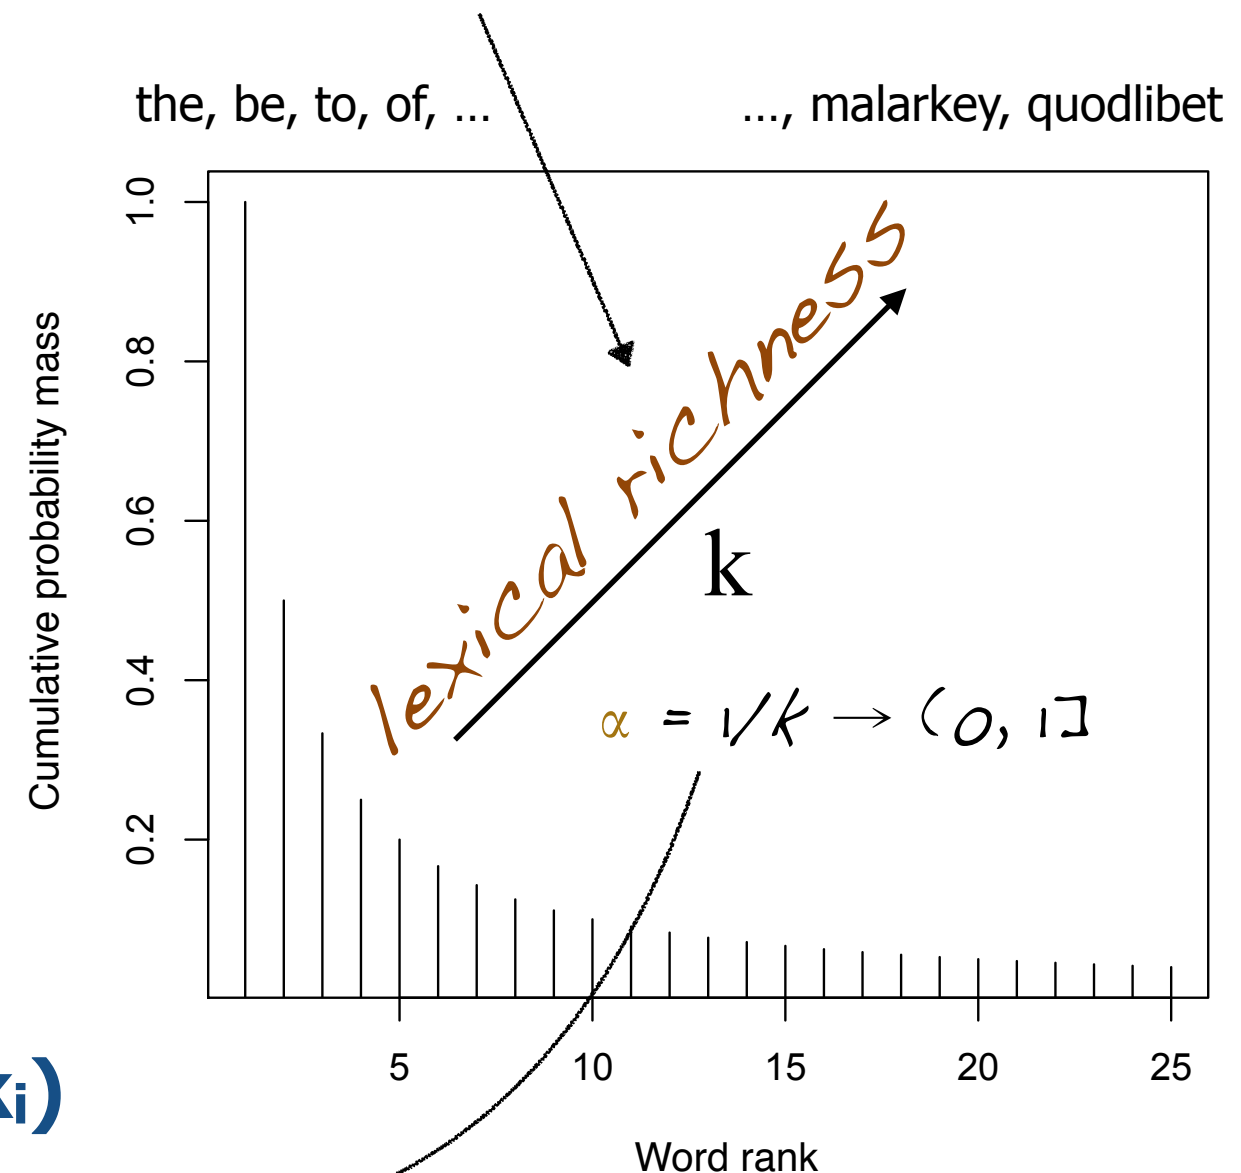 the, be, to, of, ...
..., malarkey, quodlibet
Cumulative probability mass
1.0
0.8
0.6
0.4
0.2
lexical richness
k
α = 1/k → (0, 1]
5 10 15 20 25
Word rank
i)